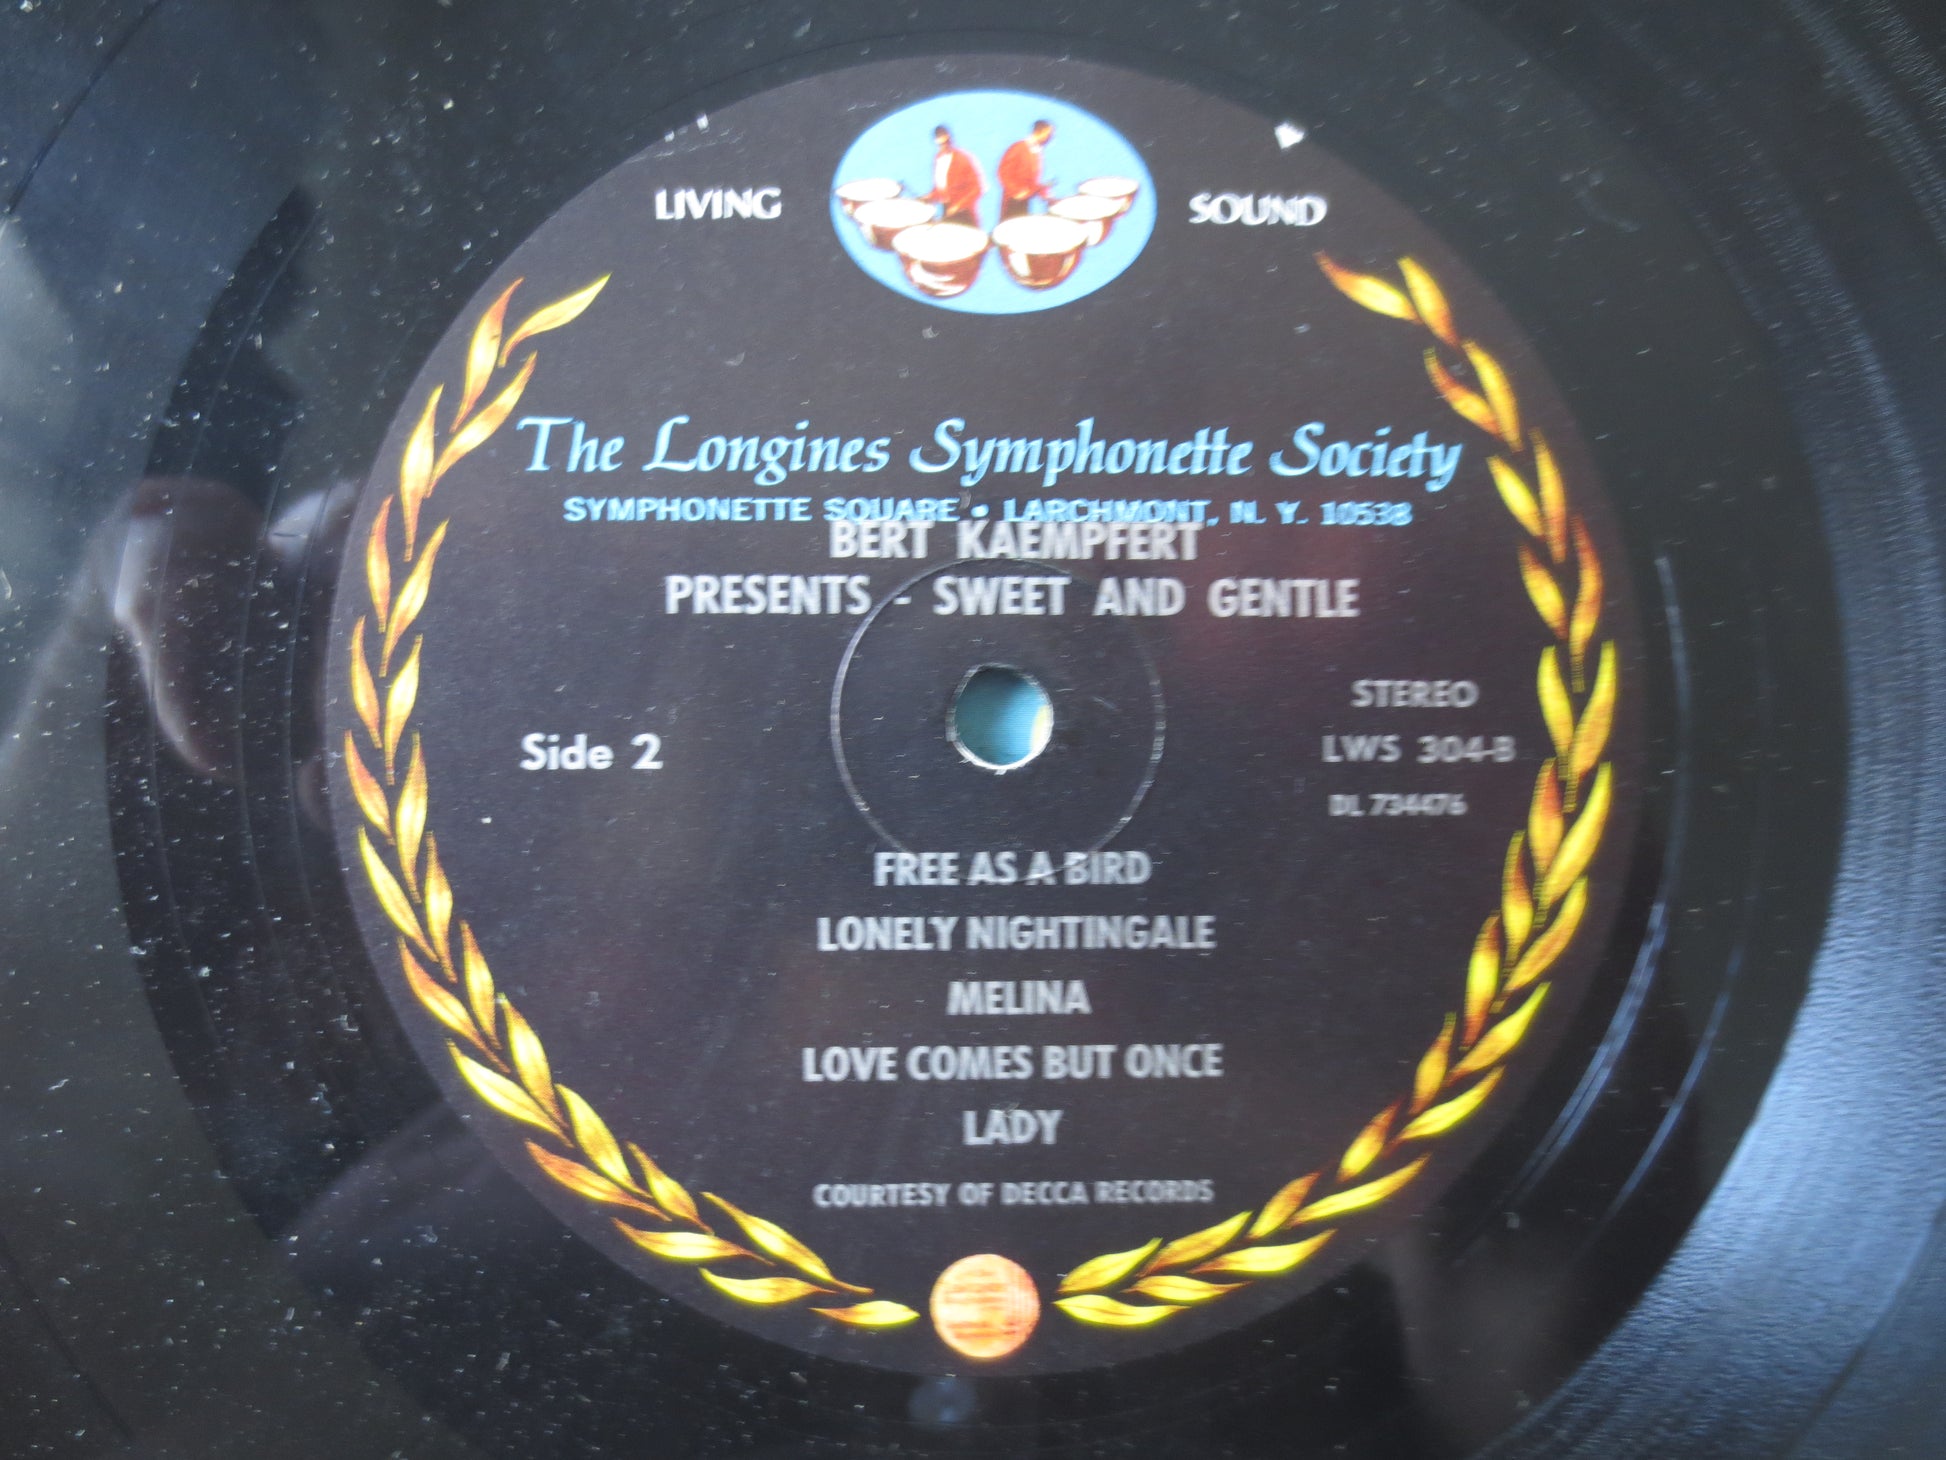 LIVING SOUND
The Longines Symphonette Society
SYMPHONETTE SQUARE • LARCHMONT, N. Y. 10538
BERT KAEMPFERT
PRESENTS - SWEET AND GENTLE
STEREO
Side 2
LWS 304-B
DL 734476
FREE AS A BIRD
LONELY NIGHTINGALE
MELINA
LOVE COMES BUT ONCE
LADY
COURTESY OF DECCA RECORDS